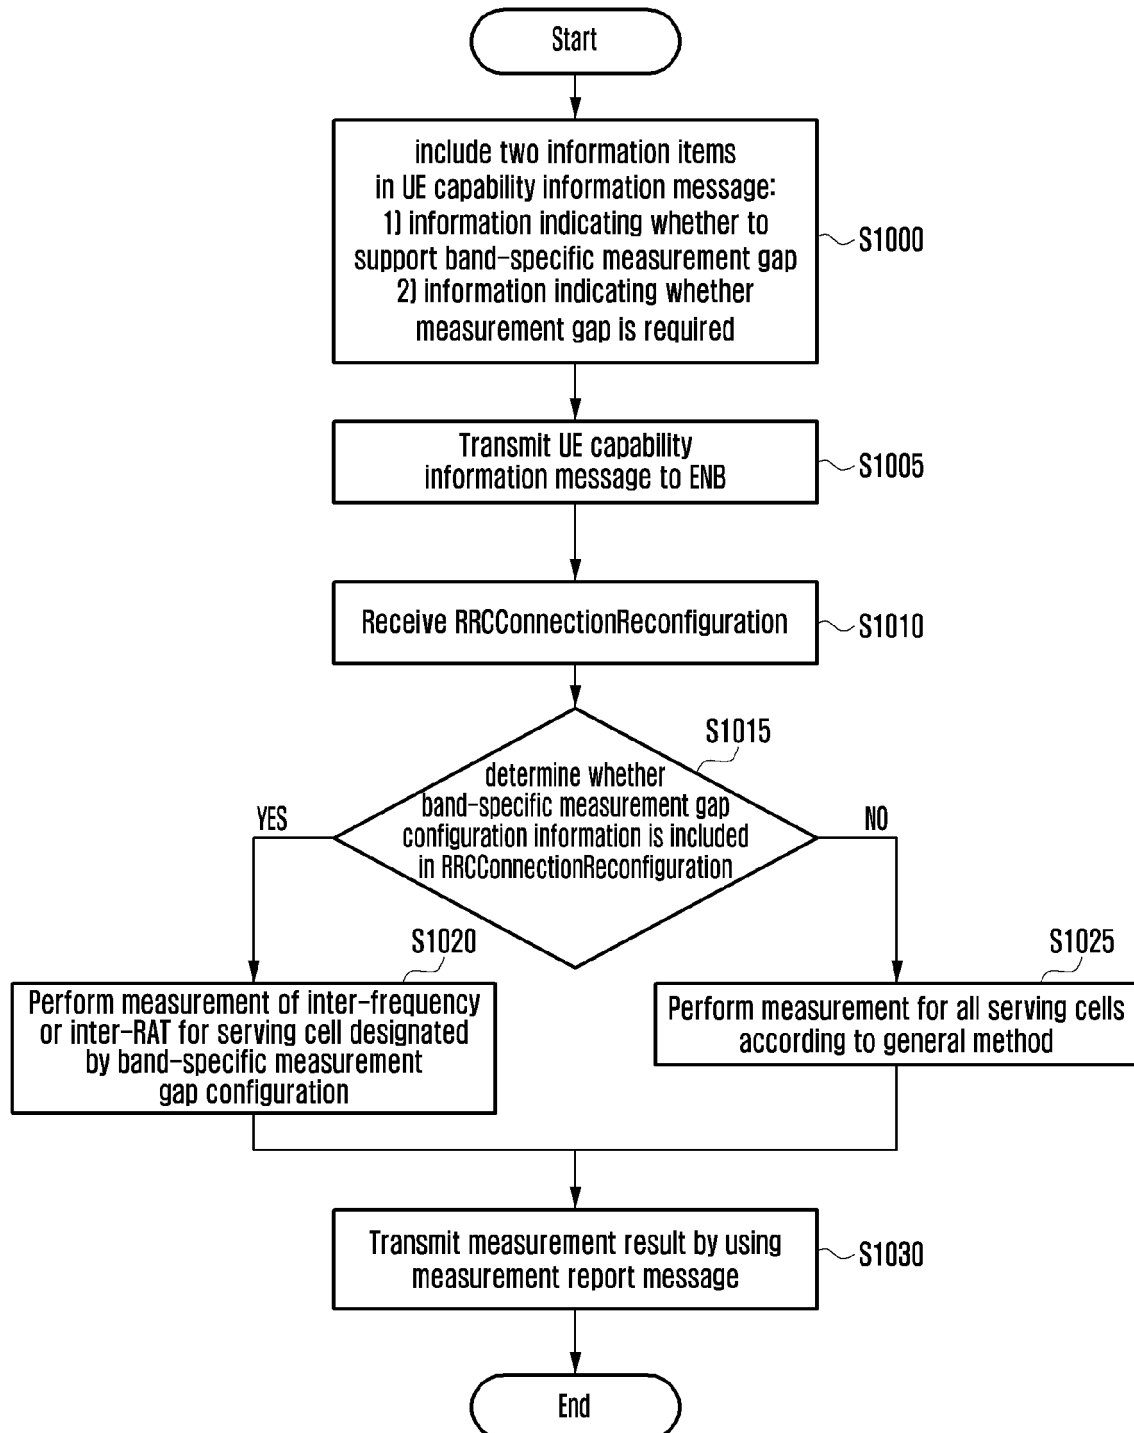 Start
include two information items
in UE capability information message:
1) information indicating whether to
support band-specific measurement gap
2) information indicating whether
measurement gap is required
S1000
Transmit UE capability
information message to ENB
S1005
Receive RRCConnectionReconfiguration
S1010
S1015
determine whether
band-specific measurement gap
configuration information is included
in RRCConnectionReconfiguration
YES
NO
S1020
Perform measurement of inter-frequency
or inter-RAT for serving cell designated
by band-specific measurement
gap configuration
S1025
Perform measurement for all serving cells
according to general method
Transmit measurement result by using
measurement report message
S1030
End